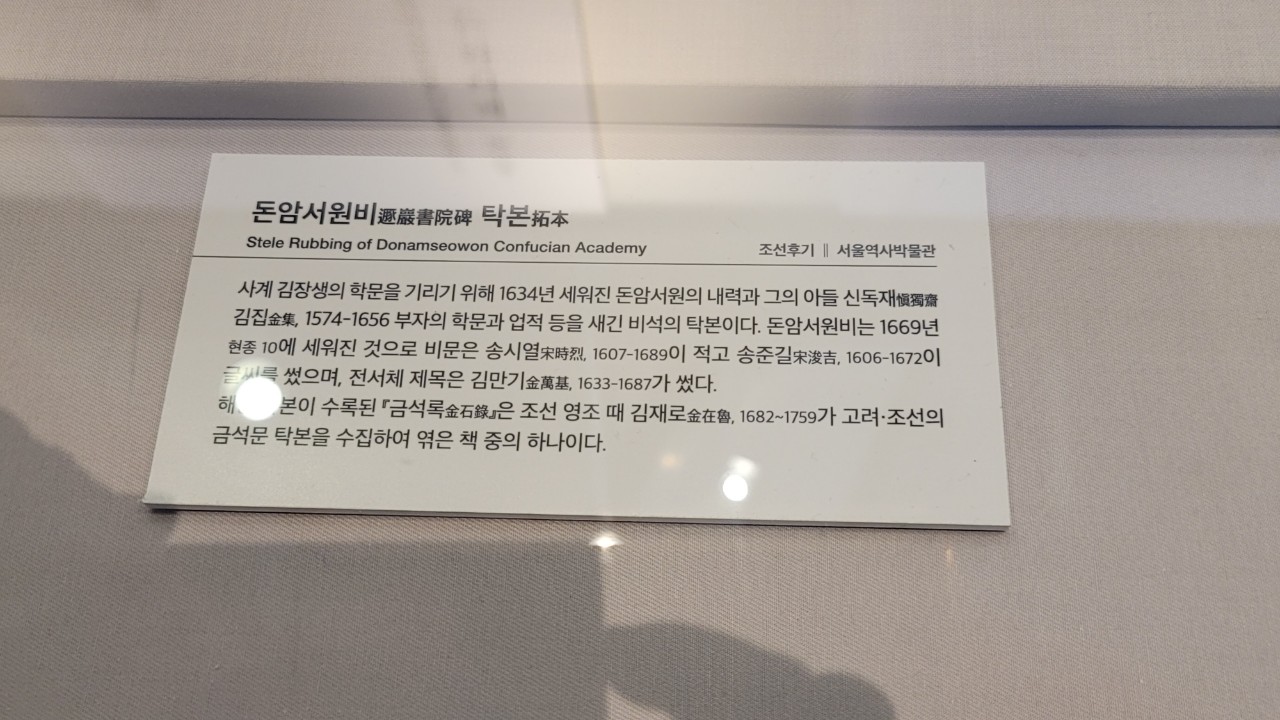 돈암서원비遯巖書院碑 탁본拓本
Stele Rubbing of Donamseowon Confucian Academy
조선후기 ‖ 서울역사박물관
사계 김장생의 학문을 기리기 위해 1634년 세워진 돈암서원의 내력과 그의 아들 신독재愼獨齋
김집金集, 1574-1656 부자의 학문과 업적 등을 새긴 비석의 탁본이다. 돈암서원비는 1669년
현종 10에 세워진 것으로 비문은 송시열宋時烈, 1607-1689이 적고 송준길宋浚吉, 1606-1672이
글씨를 썼으며, 전서체 제목은 김만기金萬基, 1633-1687가 썼다.
수록된 『금석록金石錄』은 조선 영조 때 김재로金在魯, 1682~1759가 고려·조선의
금석문 탁본을 수집하여 엮은 책 중의 하나이다.